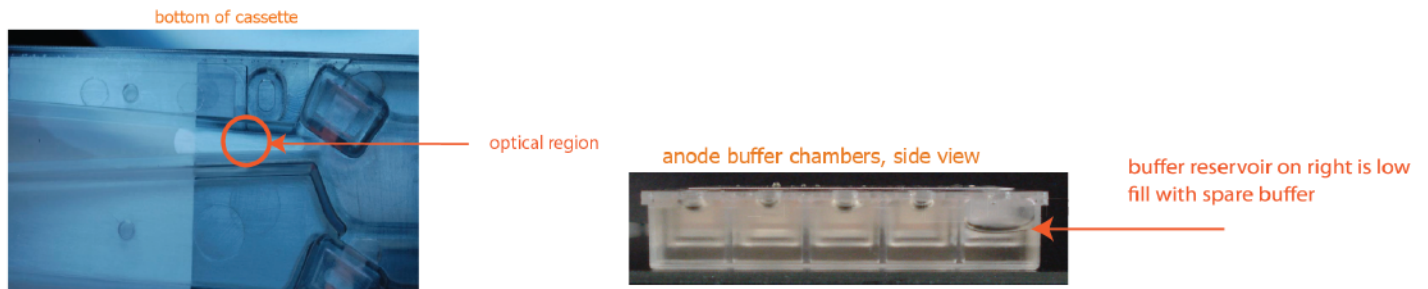 bottom of cassette
optical region
anode buffer chambers, side view
buffer reservoir on right is low
fill with spare buffer